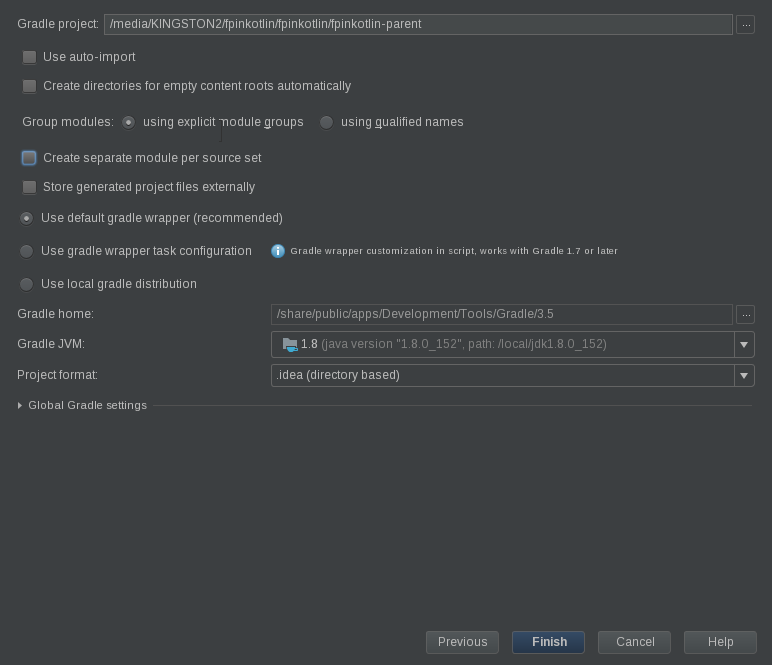 Gradle project: /media/KINGSTON2/fpinkotlin/fpinkotlin/fpinkotlin-parent ...
Use auto-import
Create directories for empty content roots automatically
Group modules: using explicit module groups using qualified names
Create separate module per source set
Store generated project files externally
Use default gradle wrapper (recommended)
Use gradle wrapper task configuration Gradle wrapper customization in script, works with Gradle 1.7 or later
Use local gradle distribution
Gradle home: /share/public/apps/Development/Tools/Gradle/3.5 ...
Gradle JVM: 1.8 (java version "1.8.0_152", path: /local/jdk1.8.0_152)
Project format: .idea (directory based)
Global Gradle settings
Previous Finish Cancel Help